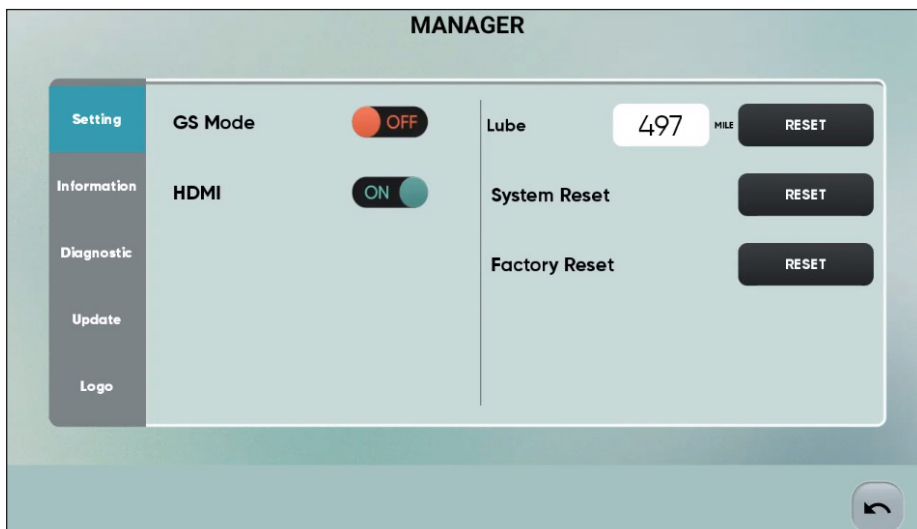 MANAGER
Setting
Information
Diagnostic
Update
Logo
GS Mode OFF
HDMI ON
Lube 497 MILE RESET
System Reset RESET
Factory Reset RESET